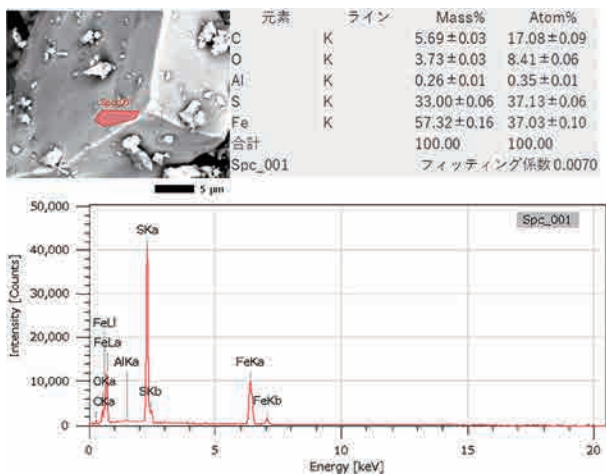 元素 ライン Mass% Atom%
C K 5.69±0.03 17.08±0.09
O K 3.73±0.03 8.41±0.06
Al K 0.26±0.01 0.35±0.01
S K 33.00±0.06 37.13±0.06
Fe K 57.32±0.16 37.03±0.10
合計 100.00 100.00
Spc_001 フィッティング係数 0.0070
5 μm
50,000
40,000
30,000
20,000
10,000
0
Intensity [Counts]
Spc_001
SKa
FeLl
FeLa
AlKa
OKa
CKa
SKb
FeKa
FeKb
0 5 10 15 20
Energy [keV]